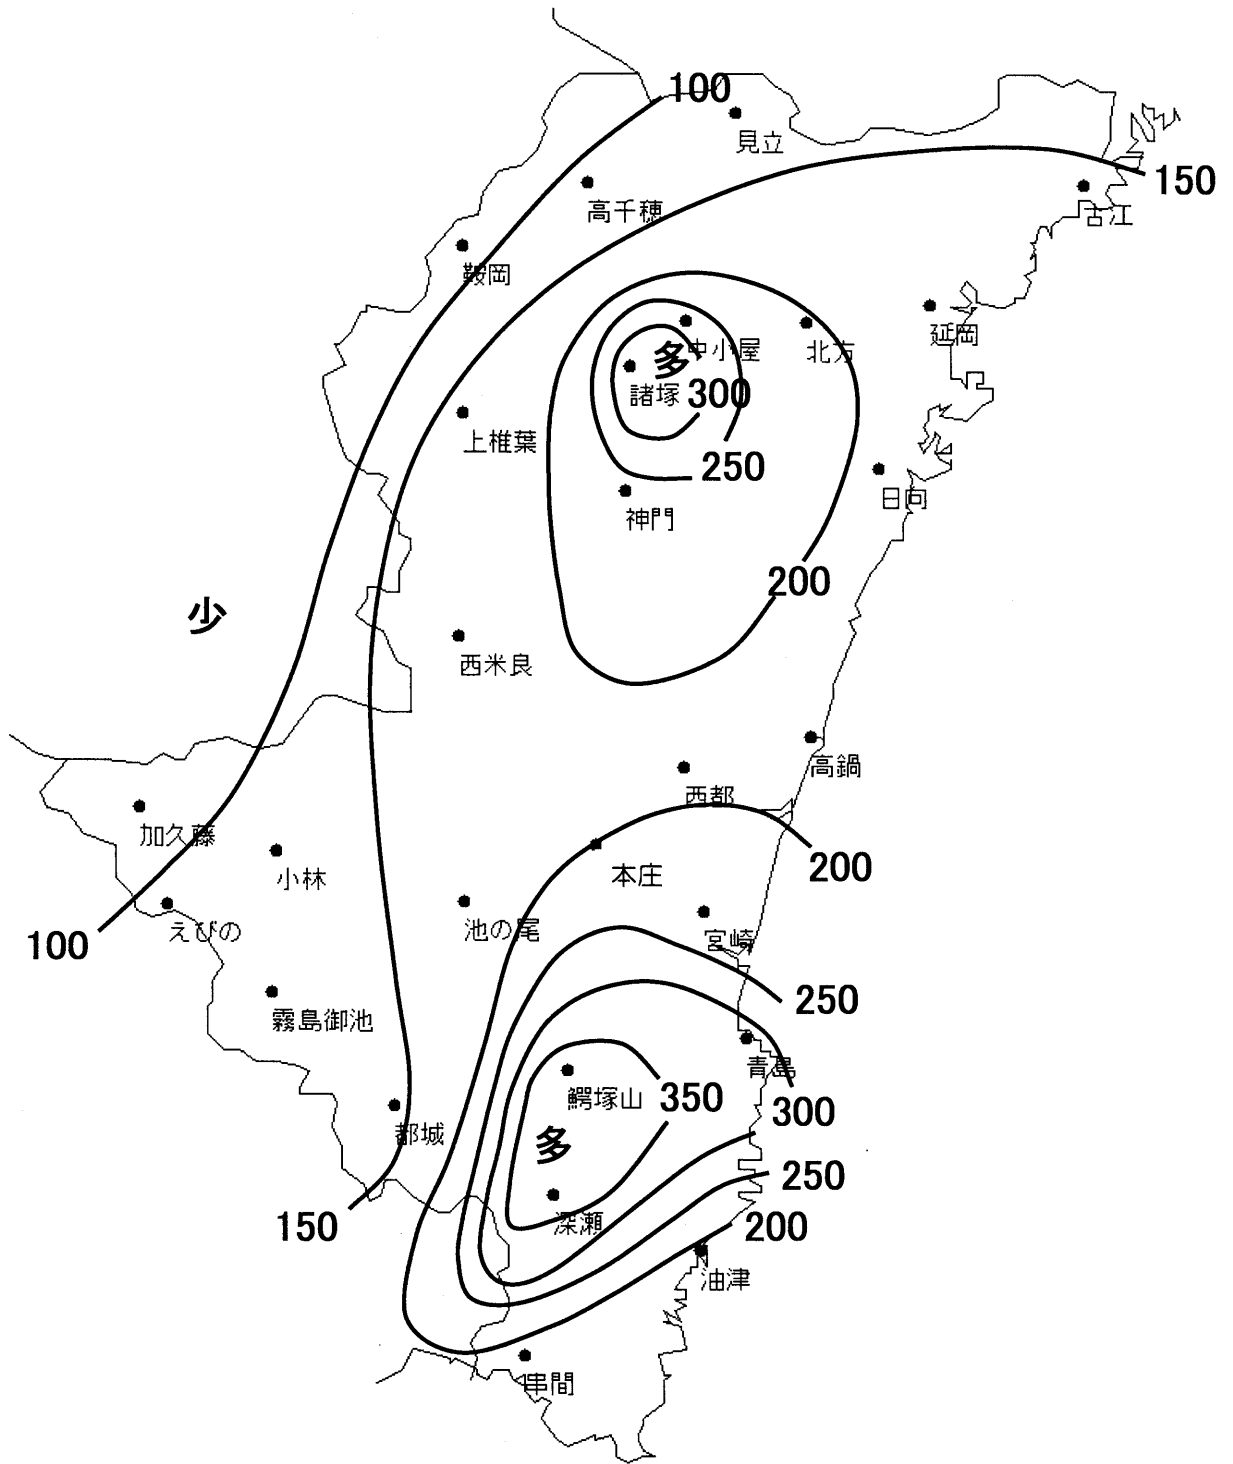 100
見立
150
高千穂
古江
鞍岡
延岡
中小屋
北方
多
諸塚
300
上椎葉
250
日向
神門
200
少
西米良
高鍋
西都
加久藤
200
小林
本庄
池の尾
えびの
宮崎
100
250
霧島御池
青島
鰐塚山
350
300
都城
多
250
深瀬
150
200
油津
串間